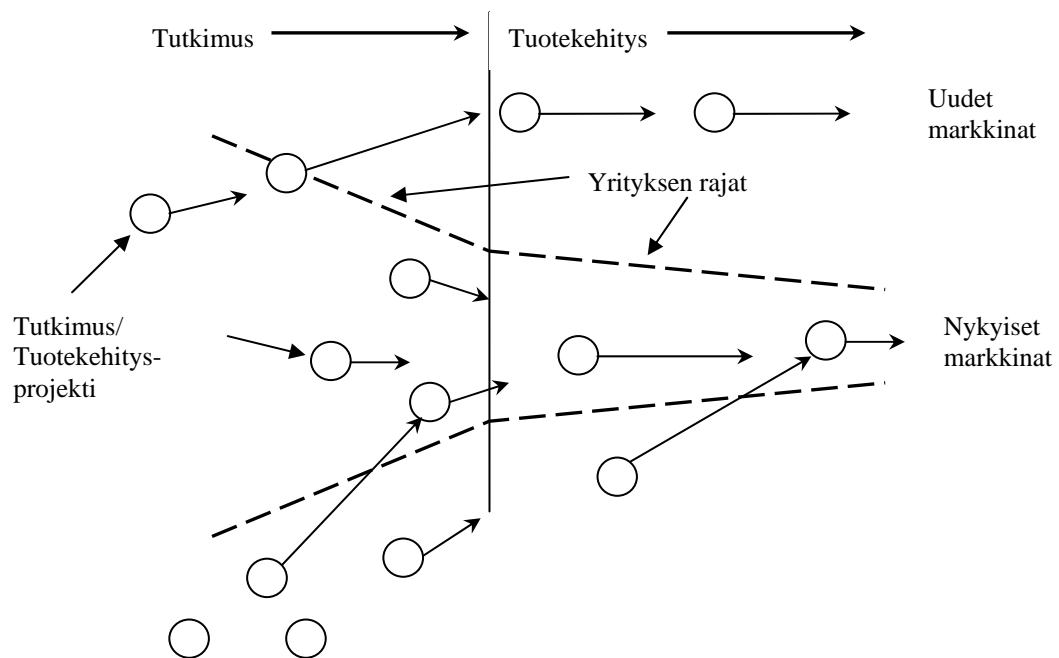 Tutkimus
Tuotekehitys
Uudet
markkinat
Yrityksen rajat
Tutkimus/
Tuotekehitys-
projekti
Nykyiset
markkinat